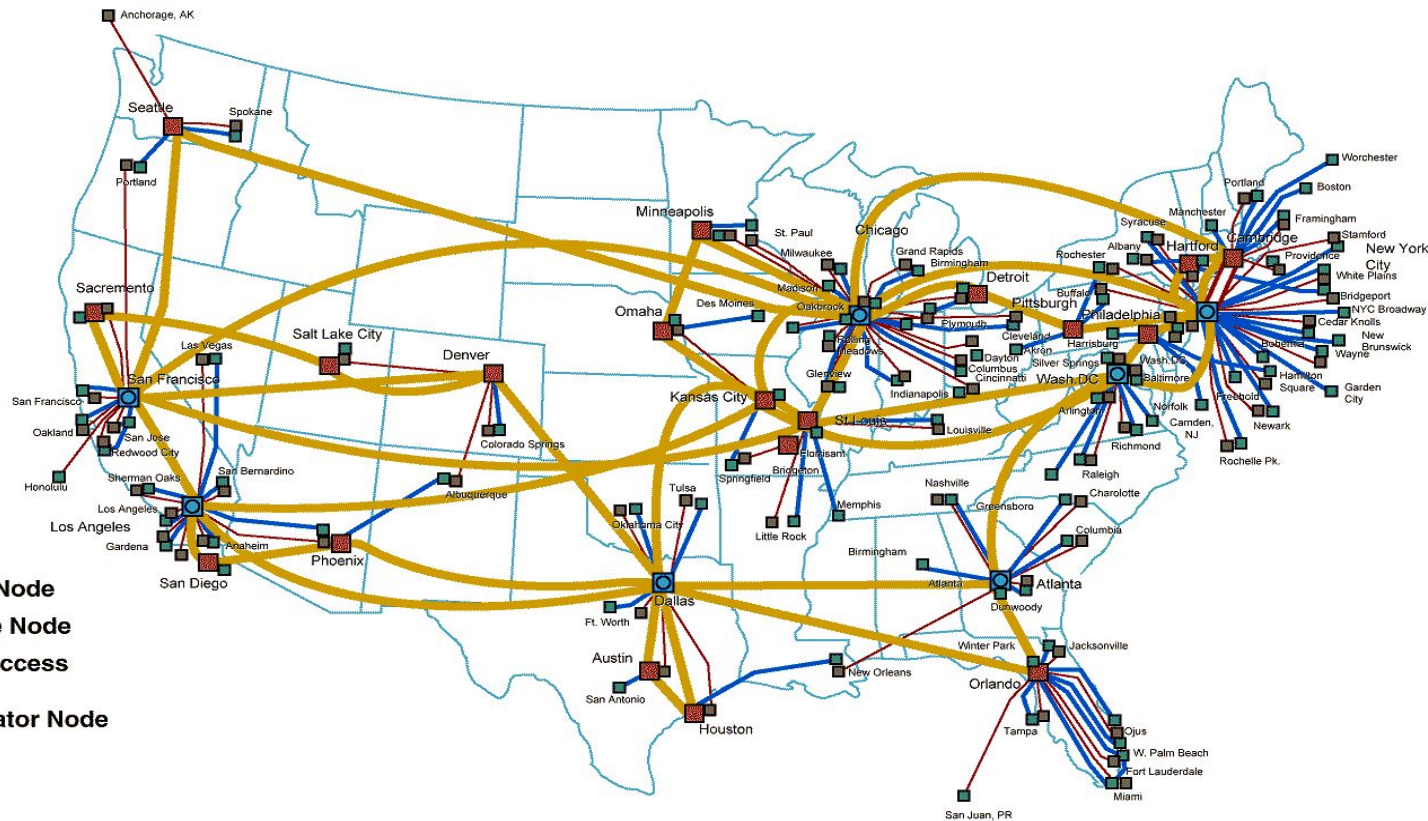 Anchorage, AK
Seattle
Spokane
Portland
Worchester
Portland
Boston
Minneapolis
St. Paul
Chicago
Syracuse
Manchester
Framingham
Stamford
Milwaukee
Grand Rapids
Birmingham
Rochester
Albany
Hartford
Cambridge
New York
City
Providence
White Plains
Sacremento
Madison
Oakbrook
Detroit
Buffalo
Bridgeport
Omaha
Des Moines
Pittsburgh
Philadelphia
NYC Broadway
Plymouth
Cleveland
Cedar Knolls
Salt Lake City
Las Vegas
Rolling
Meadows
Akron
Harrisburg
Bohemia
New
Brunswick
Wayne
Denver
Dayton
Columbus
Cincinnati
Silver Springs
Wash.DC
Hamilton
Square
San Francisco
Glenview
Indianapolis
Wash.DC
Baltimore
Garden
City
San Francisco
Kansas City
Arlington
Norfolk
Freehold
Oakland
San Jose
Redwood City
Colorado Springs
St.Louis
Louisville
Camden,
NJ
Newark
Florissant
Bridgeton
Richmond
Rochelle Pk.
Honolulu
Sherman Oaks
San Bernardino
Albuquerque
Springfield
Raleigh
Tulsa
Nashville
Charolotte
Los Angeles
Oklahoma City
Memphis
Greensboro
Los Angeles
Little Rock
Columbia
Gardena
Anaheim
Phoenix
Birmingham
San Diego
Atlanta
Atlanta
Node
Dallas
Dunwoody
Ft. Worth
Node
Winter Park
Jacksonville
Austin
New Orleans
ccess
San Antonio
Orlando
ator Node
Houston
Tampa
Ojus
W. Palm Beach
Fort Lauderdale
Miami
San Juan, PR